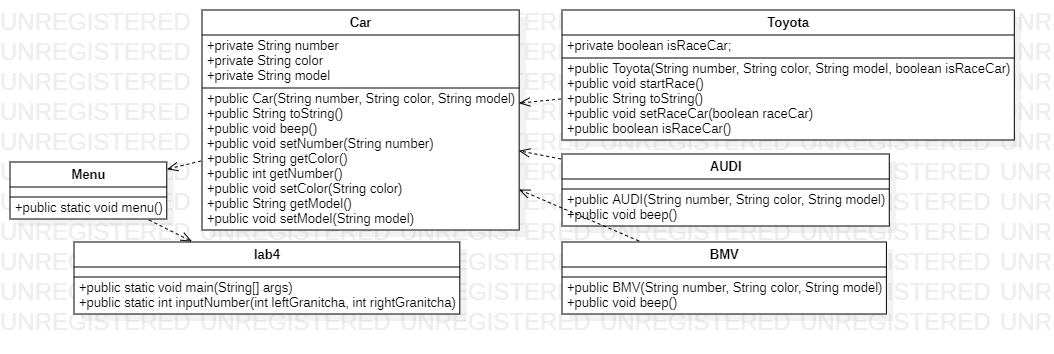 Car
+private String number
+private String color
+private String model
+public Car(String number, String color, String model)
+public String toString()
+public void beep()
+public void setNumber(String number)
+public String getColor()
+public int getNumber()
+public void setColor(String color)
+public String getModel()
+public void setModel(String model)
Toyota
+private boolean isRaceCar;
+public Toyota(String number, String color, String model, boolean isRaceCar)
+public void startRace()
+public String toString()
+public void setRaceCar(boolean raceCar)
+public boolean isRaceCar()
Menu
+public static void menu()
AUDI
+public AUDI(String number, String color, String model)
+public void beep()
lab4
+public static void main(String[] args)
+public static int inputNumber(int leftGranitcha, int rightGranitcha)
BMV
+public BMV(String number, String color, String model)
+public void beep()
UNREGISTERED